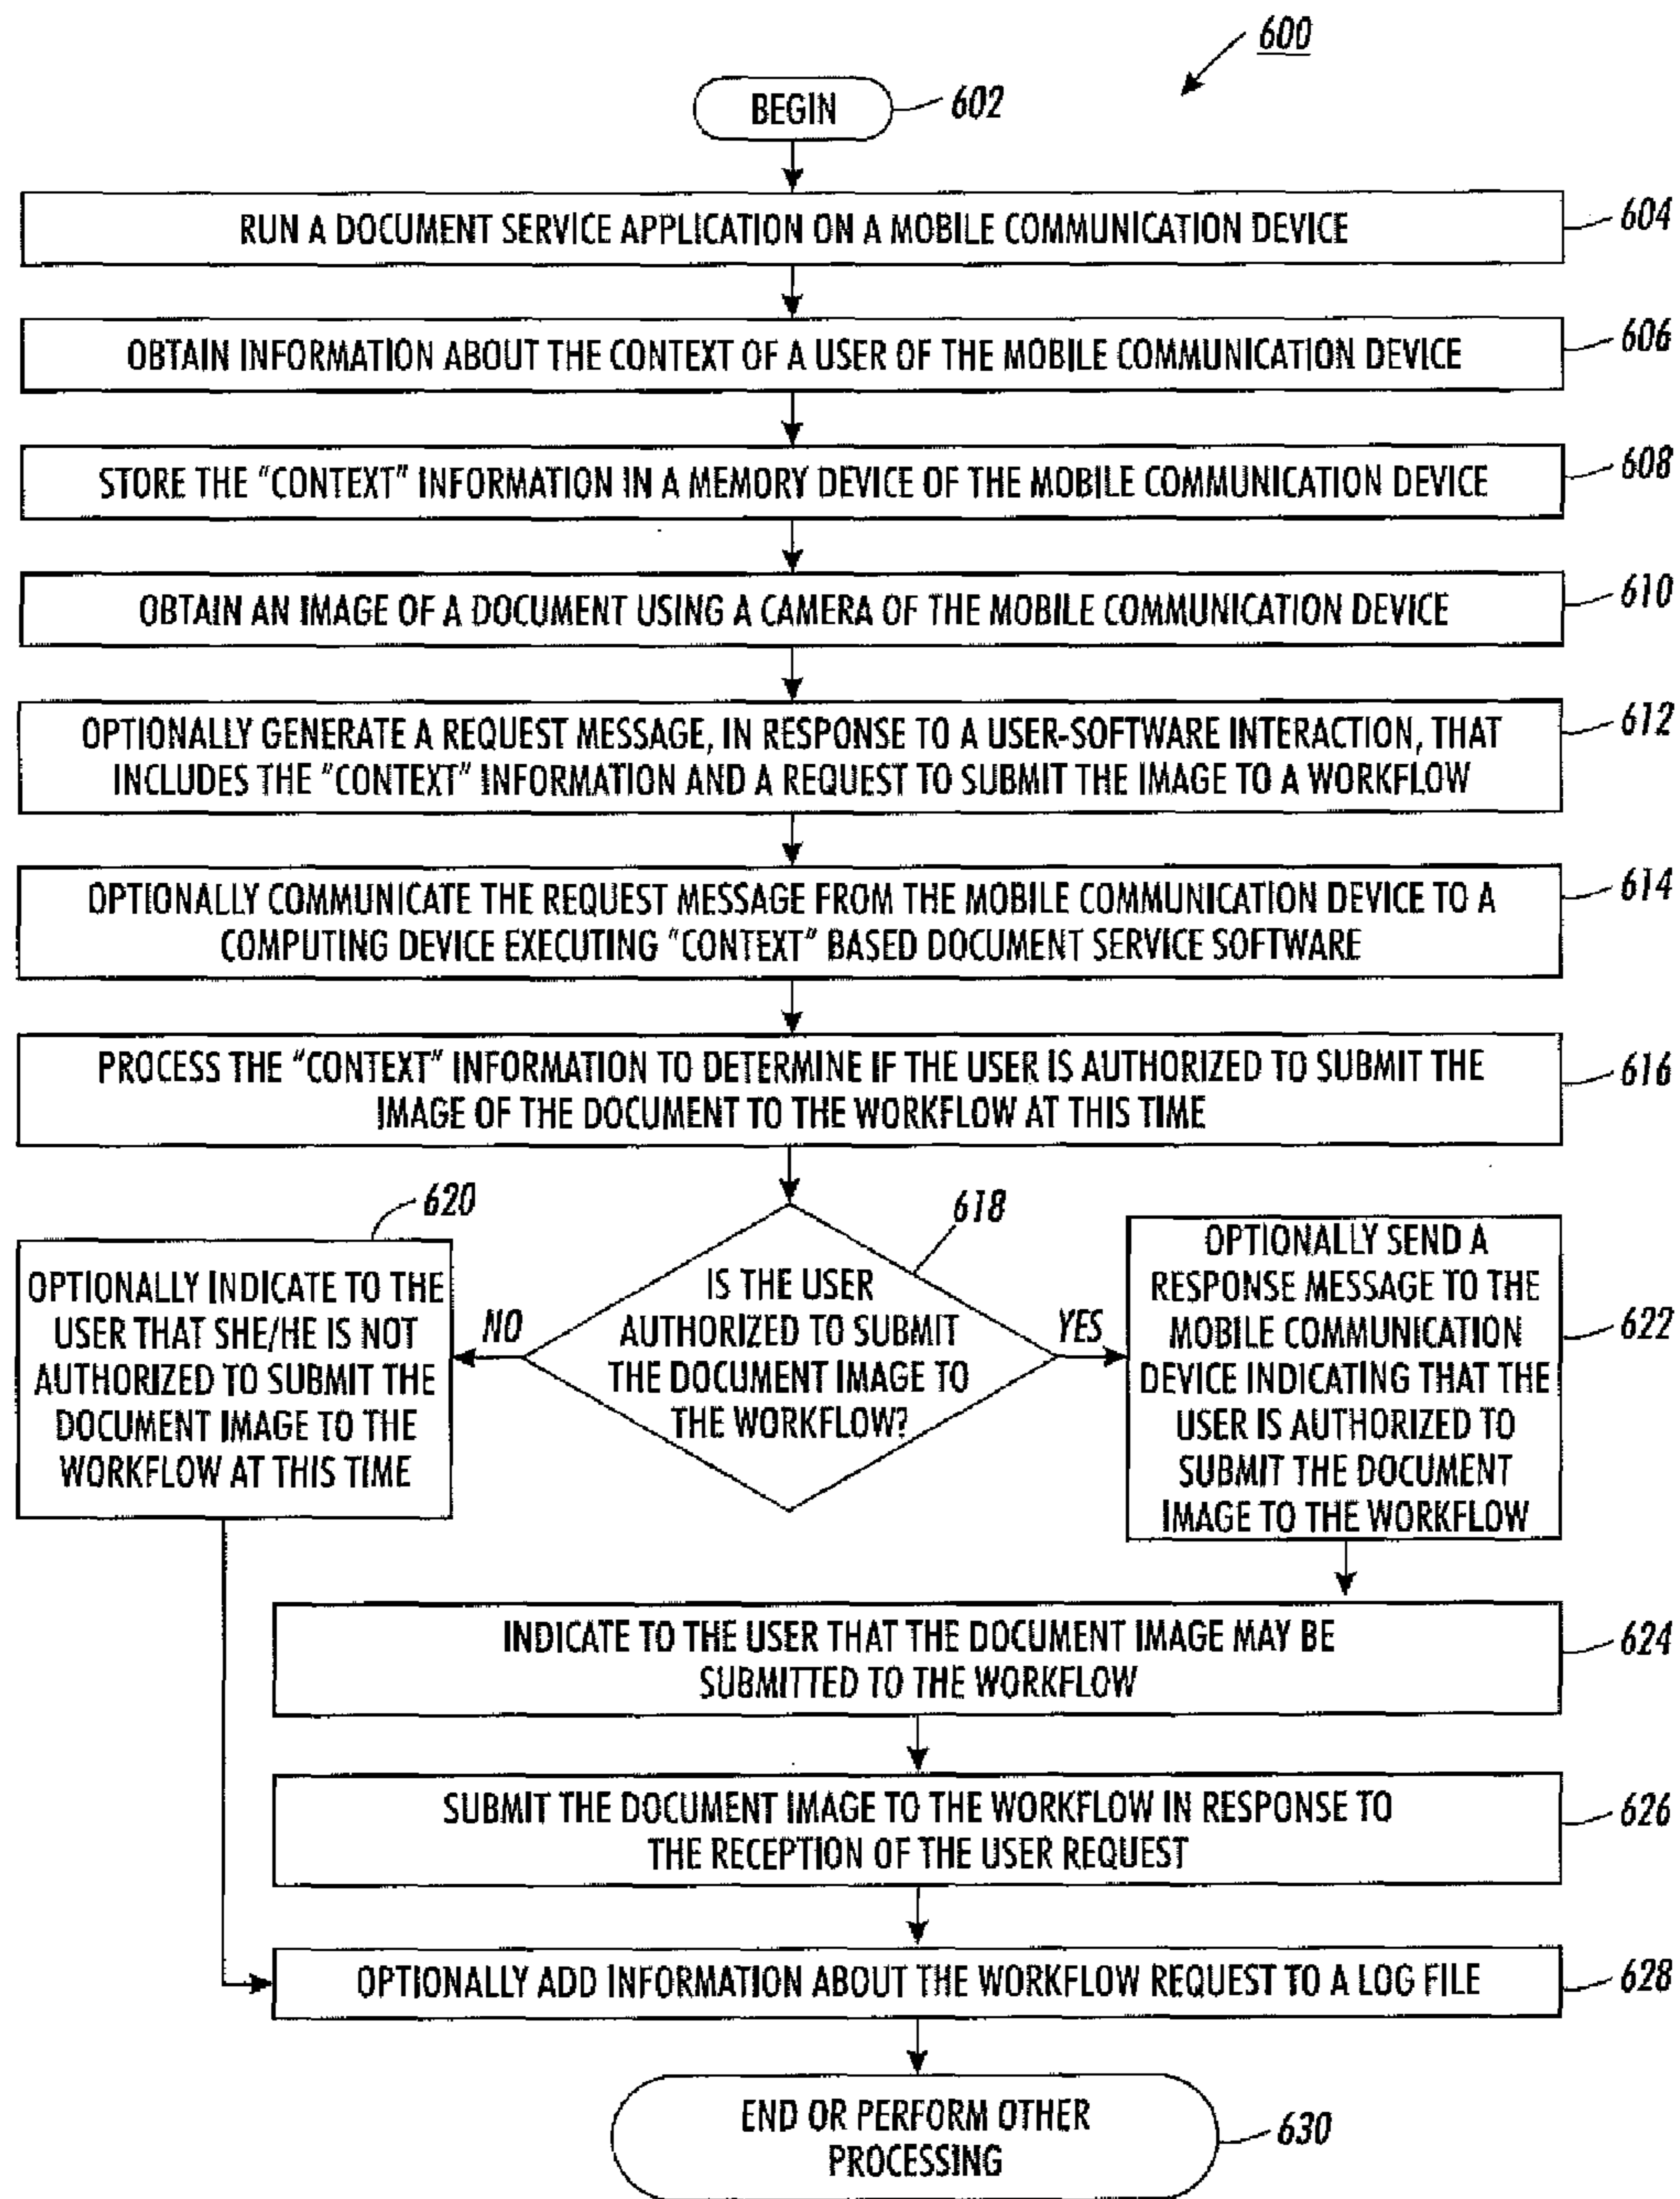 600
BEGIN
602
RUN A DOCUMENT SERVICE APPLICATION ON A MOBILE COMMUNICATION DEVICE
604
OBTAIN INFORMATION ABOUT THE CONTEXT OF A USER OF THE MOBILE COMMUNICATION DEVICE
606
STORE THE "CONTEXT" INFORMATION IN A MEMORY DEVICE OF THE MOBILE COMMUNICATION DEVICE
608
OBTAIN AN IMAGE OF A DOCUMENT USING A CAMERA OF THE MOBILE COMMUNICATION DEVICE
610
OPTIONALLY GENERATE A REQUEST MESSAGE, IN RESPONSE TO A USER-SOFTWARE INTERACTION, THAT
INCLUDES THE "CONTEXT" INFORMATION AND A REQUEST TO SUBMIT THE IMAGE TO A WORKFLOW
612
OPTIONALLY COMMUNICATE THE REQUEST MESSAGE FROM THE MOBILE COMMUNICATION DEVICE TO A
COMPUTING DEVICE EXECUTING "CONTEXT" BASED DOCUMENT SERVICE SOFTWARE
614
PROCESS THE "CONTEXT" INFORMATION TO DETERMINE IF THE USER IS AUTHORIZED TO SUBMIT THE
IMAGE OF THE DOCUMENT TO THE WORKFLOW AT THIS TIME
616
620
OPTIONALLY INDICATE TO THE
USER THAT SHE/HE IS NOT
AUTHORIZED TO SUBMIT THE
DOCUMENT IMAGE TO THE
WORKFLOW AT THIS TIME
NO
618
IS THE USER
AUTHORIZED TO SUBMIT
THE DOCUMENT IMAGE TO
THE WORKFLOW?
YES
OPTIONALLY SEND A
RESPONSE MESSAGE TO THE
MOBILE COMMUNICATION
DEVICE INDICATING THAT THE
USER IS AUTHORIZED TO
SUBMIT THE DOCUMENT
IMAGE TO THE WORKFLOW
622
INDICATE TO THE USER THAT THE DOCUMENT IMAGE MAY BE
SUBMITTED TO THE WORKFLOW
624
SUBMIT THE DOCUMENT IMAGE TO THE WORKFLOW IN RESPONSE TO
THE RECEPTION OF THE USER REQUEST
626
OPTIONALLY ADD INFORMATION ABOUT THE WORKFLOW REQUEST TO A LOG FILE
628
END OR PERFORM OTHER
PROCESSING
630